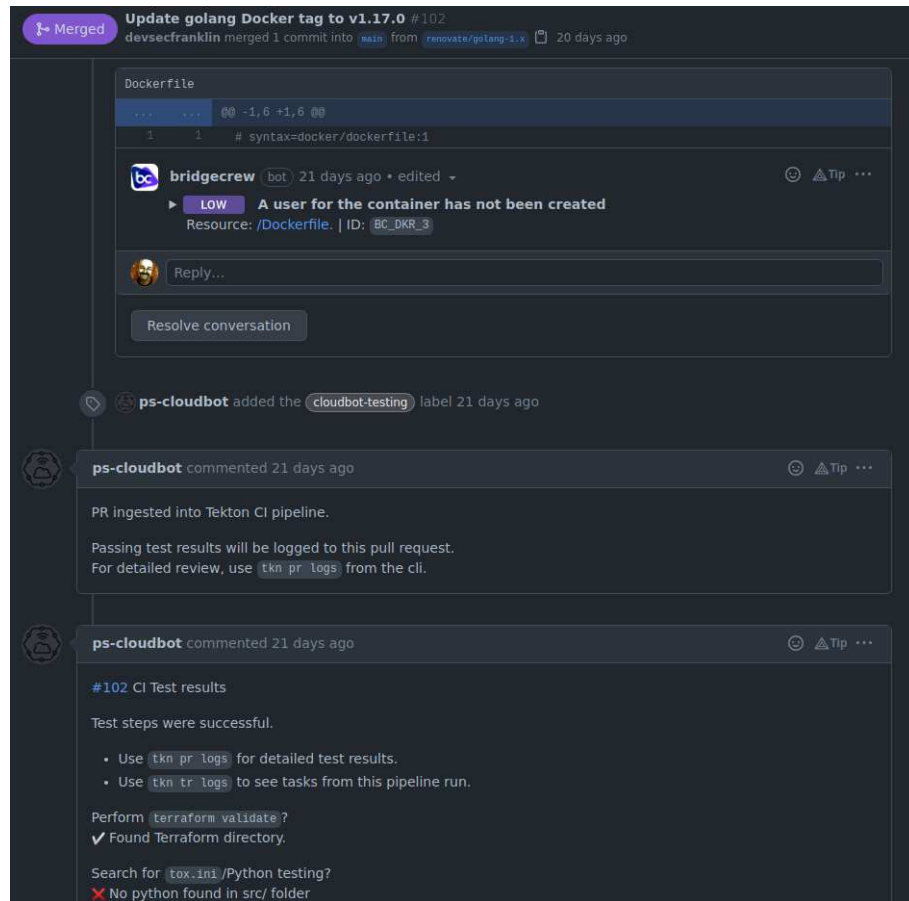 Merged
Update golang Docker tag to v1.17.0 #102
devsecfranklin merged 1 commit into main from renovate/golang-1.x 20 days ago
Dockerfile
... ... @@ -1,6 +1,6 @@
1 1 # syntax=docker/dockerfile:1
bc bridgecrew bot 21 days ago • edited Tip ...
LOW A user for the container has not been created
Resource: /Dockerfile. | ID: BC_DKR_3
Reply...
Resolve conversation
ps-cloudbot added the cloudbot-testing label 21 days ago
ps-cloudbot commented 21 days ago Tip ...
PR ingested into Tekton CI pipeline.
Passing test results will be logged to this pull request.
For detailed review, use tkn pr logs from the cli.
ps-cloudbot commented 21 days ago Tip ...
#102 CI Test results
Test steps were successful.
• Use tkn pr logs for detailed test results.
• Use tkn tr logs to see tasks from this pipeline run.
Perform terraform validate ?
✔ Found Terraform directory.
Search for tox.ini /Python testing?
❌ No python found in src/ folder